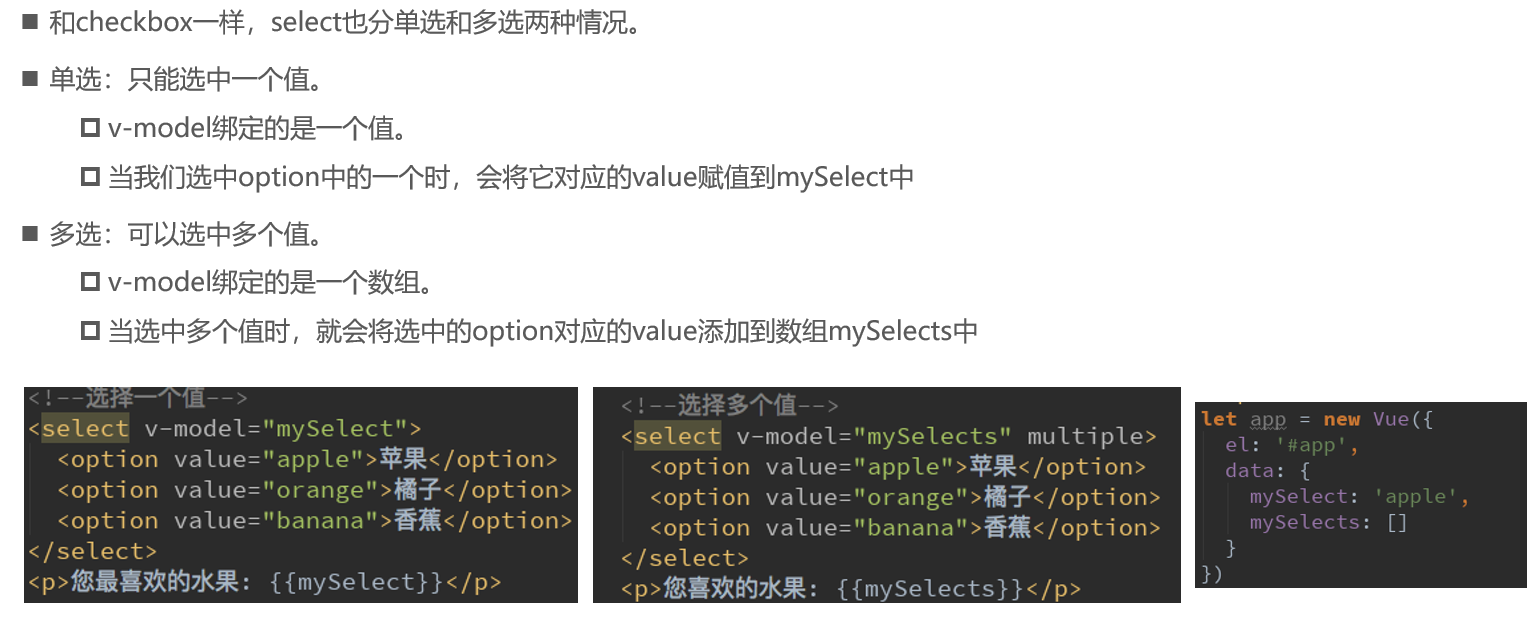 和checkbox一样，select也分单选和多选两种情况。
单选：只能选中一个值。
v-model绑定的是一个值。
当我们选中option中的一个时，会将它对应的value赋值到mySelect中
多选：可以选中多个值。
v-model绑定的是一个数组。
当选中多个值时，就会将选中的option对应的value添加到数组mySelects中
<!--选择一个值-->
<select v-model="mySelect">
<option value="apple">苹果</option>
<option value="orange">橘子</option>
<option value="banana">香蕉</option>
</select>
<p>您最喜欢的水果: {{mySelect}}</p>
<!--选择多个值-->
<select v-model="mySelects" multiple>
<option value="apple">苹果</option>
<option value="orange">橘子</option>
<option value="banana">香蕉</option>
</select>
<p>您喜欢的水果: {{mySelects}}</p>
let app = new Vue({
el: '#app',
data: {
mySelect: 'apple',
mySelects: []
}
})